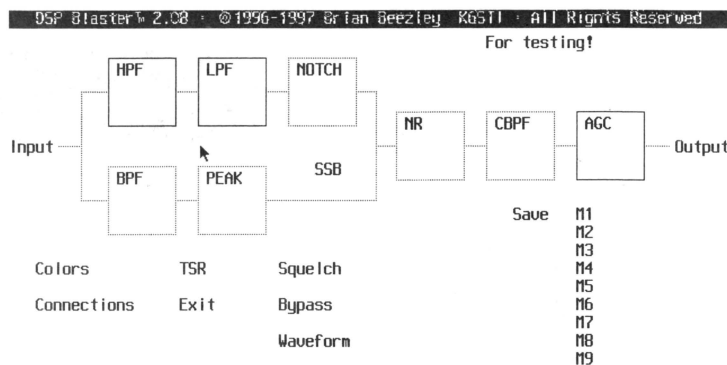 DSP Blaster™ 2.08 : ©1996-1997 Brian Beezley K6STI : All Rights Reserved
For testing!
HPF LPF NOTCH
NR CBPF AGC
Input Output
SSB
BPF PEAK
Save M1
M2
Colors TSR Squelch M3
M4
M5
Connections Exit Bypass M6
M7
Waveform M8
M9